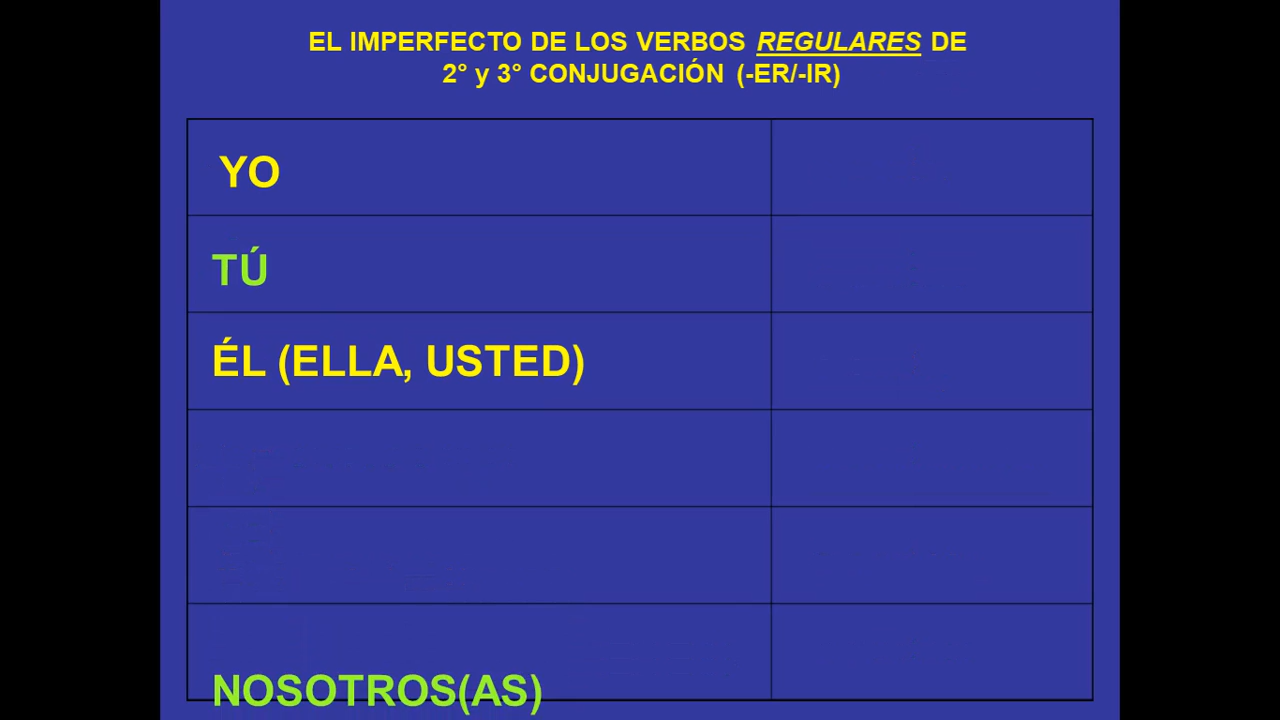 EL IMPERFECTO DE LOS VERBOS REGULARES DE
2° y 3° CONJUGACIÓN (-ER/-IR)
YO
TÚ
ÉL (ELLA, USTED)
NOSOTROS(AS)